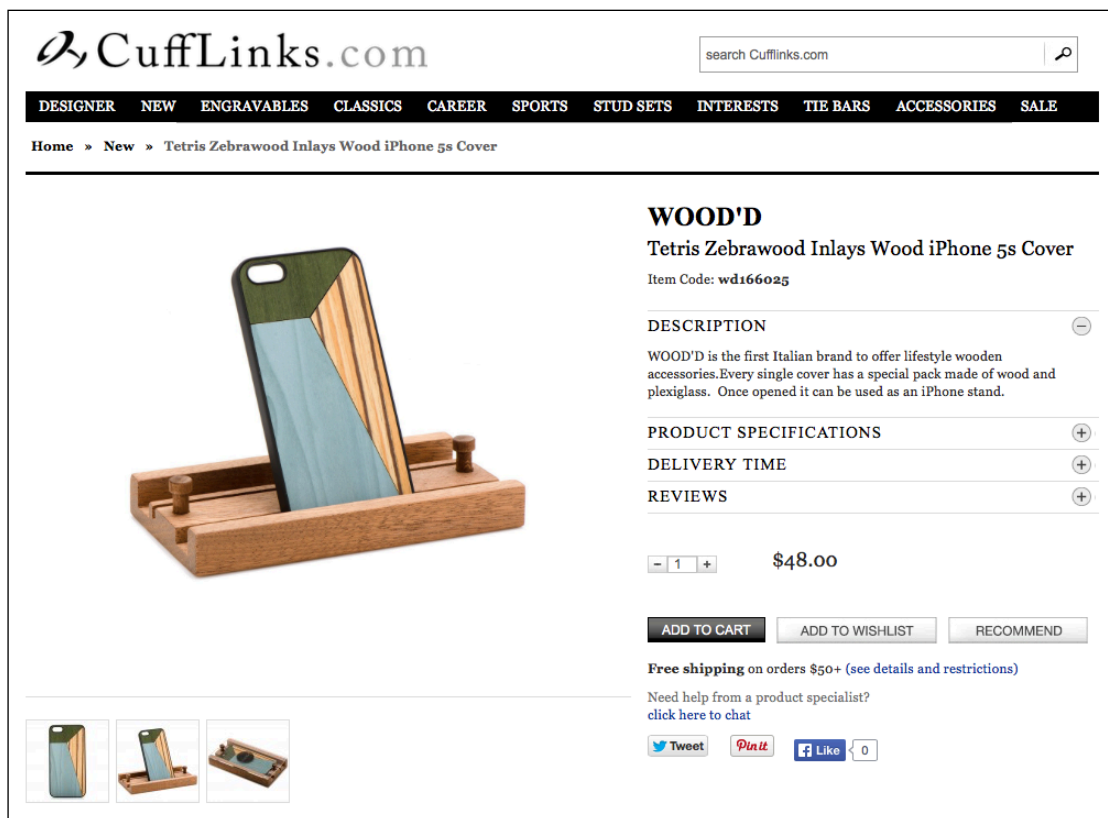 CuffLinks.com
search Cufflinks.com
DESIGNER NEW ENGRAVABLES CLASSICS CAREER SPORTS STUD SETS INTERESTS TIE BARS ACCESSORIES SALE
Home » New » Tetris Zebrawood Inlays Wood iPhone 5s Cover
WOOD'D
Tetris Zebrawood Inlays Wood iPhone 5s Cover
Item Code: wd166025
DESCRIPTION
WOOD'D is the first Italian brand to offer lifestyle wooden
accessories.Every single cover has a special pack made of wood and
plexiglass. Once opened it can be used as an iPhone stand.
PRODUCT SPECIFICATIONS
DELIVERY TIME
REVIEWS
- 1 + $48.00
ADD TO CART ADD TO WISHLIST RECOMMEND
Free shipping on orders $50+ (see details and restrictions)
Need help from a product specialist?
click here to chat
Tweet Pin it Like 0